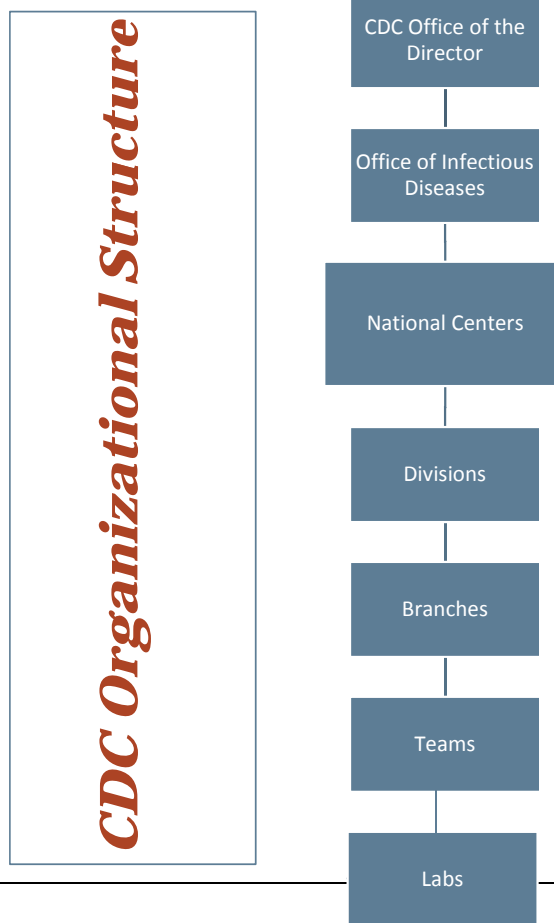 CDC Organizational Structure
CDC Office of the
Director
Office of Infectious
Diseases
National Centers
Divisions
Branches
Teams
Labs